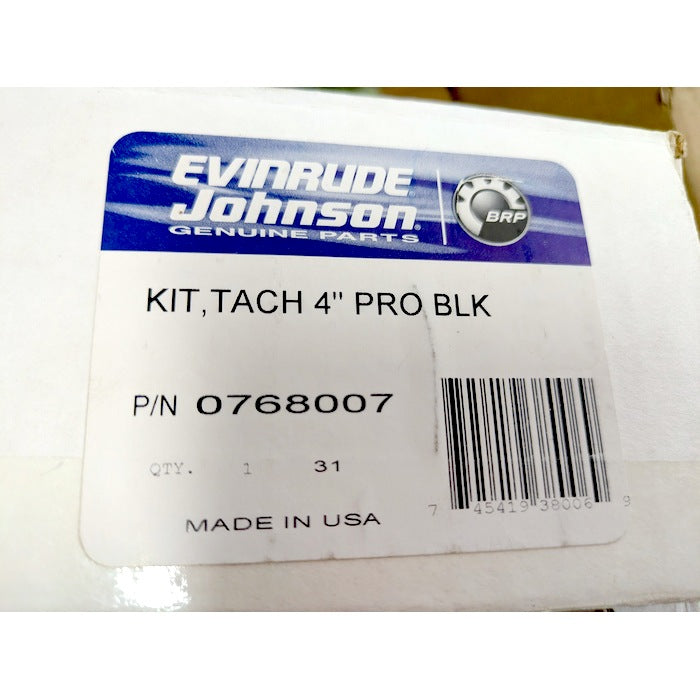 EVINRUDE
Johnson
GENUINE PARTS
BRP
KIT,TACH 4" PRO BLK
P/N 0768007
QTY. 1 31
MADE IN USA
7 45419 38006 9